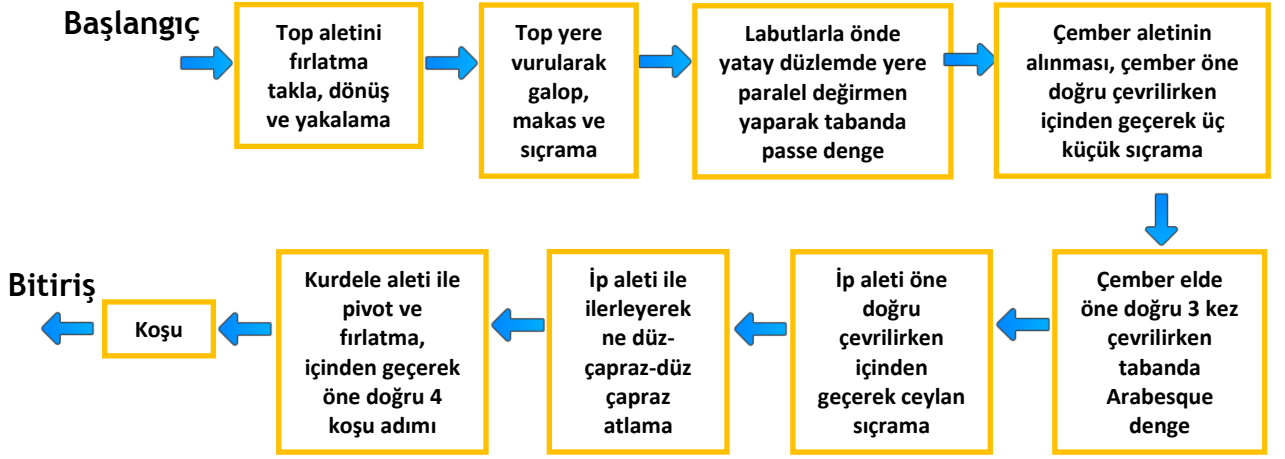 Başlangıç
Top aletini
fırlatma
takla, dönüş
ve yakalama
Top yere
vurularak
galop,
makas ve
sıçrama
Labutlarla önde
yatay düzlemde yere
paralel değirmen
yaparak tabanda
passe denge
Çember aletinin
alınması, çember öne
doğru çevrilirken
içinden geçerek üç
küçük sıçrama
Çember elde
öne doğru 3 kez
çevrilirken
tabanda
Arabesque
denge
İp aleti öne
doğru
çevrilirken
içinden
geçerek ceylan
sıçrama
İp aleti ile
ilerleyerek
ne düz-
çapraz-düz
çapraz
atlama
Kurdele aleti ile
pivot ve
fırlatma,
içinden geçerek
öne doğru 4
koşu adımı
Koşu
Bitiriş